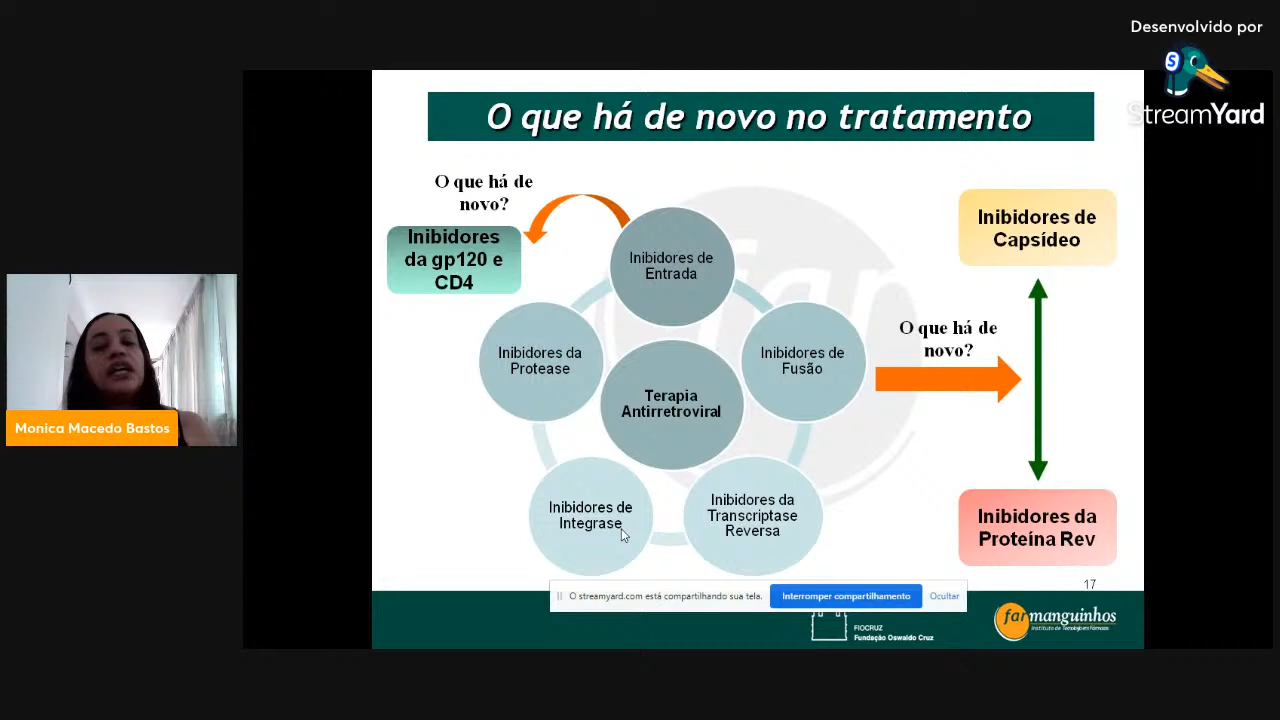 Desenvolvido por
StreamYard
O que há de novo no tratamento
O que há de
novo?
Inibidores
da gp120 e
CD4
Inibidores de
Entrada
Inibidores da
Protease
Terapia
Antirretroviral
Inibidores de
Fusão
Inibidores de
Integrase
Inibidores da
Transcriptase
Reversa
O que há de
novo?
Inibidores de
Capsídeo
Inibidores da
Proteína Rev
Monica Macedo Bastos
17
O streamyard.com está compartilhando sua tela.
Interromper compartilhamento
Ocultar
FIOCRUZ
Fundação Oswaldo Cruz
farmanguinhos
Instituto de Tecnologia em Fármacos